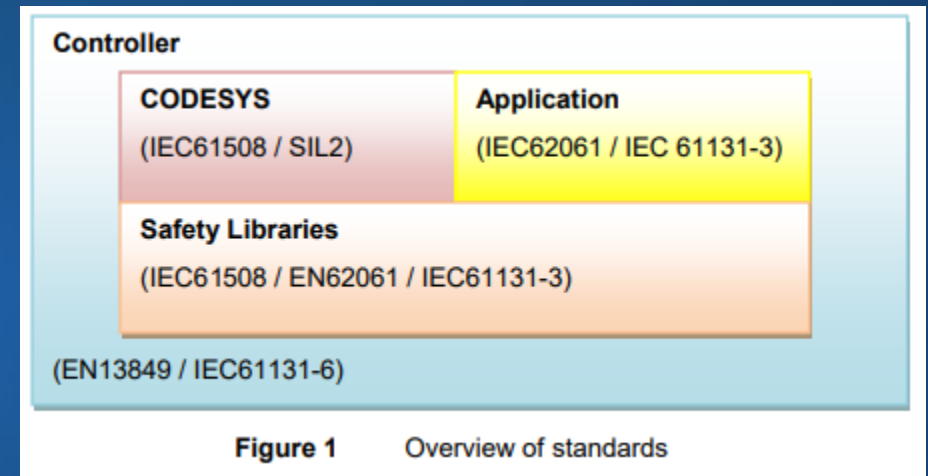 Controller
CODESYS
(IEC61508 / SIL2)
Application
(IEC62061 / IEC 61131-3)
Safety Libraries
(IEC61508 / EN62061 / IEC61131-3)
(EN13849 / IEC61131-6)
Figure 1 Overview of standards